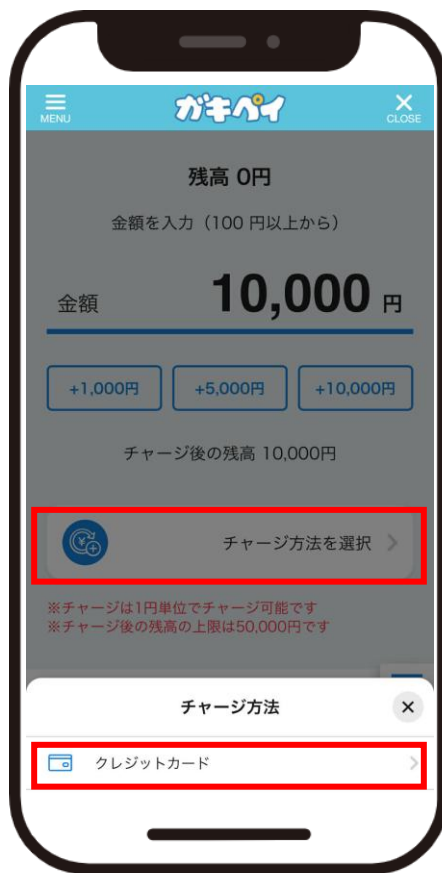 MENU
ガキペイ
CLOSE
残高 0円
金額を入力（100 円以上から）
金額 10,000 円
+1,000円 +5,000円 +10,000円
チャージ後の残高 10,000円
チャージ方法を選択
※チャージは1円単位でチャージ可能です
※チャージ後の残高の上限は50,000円です
チャージ方法
クレジットカード